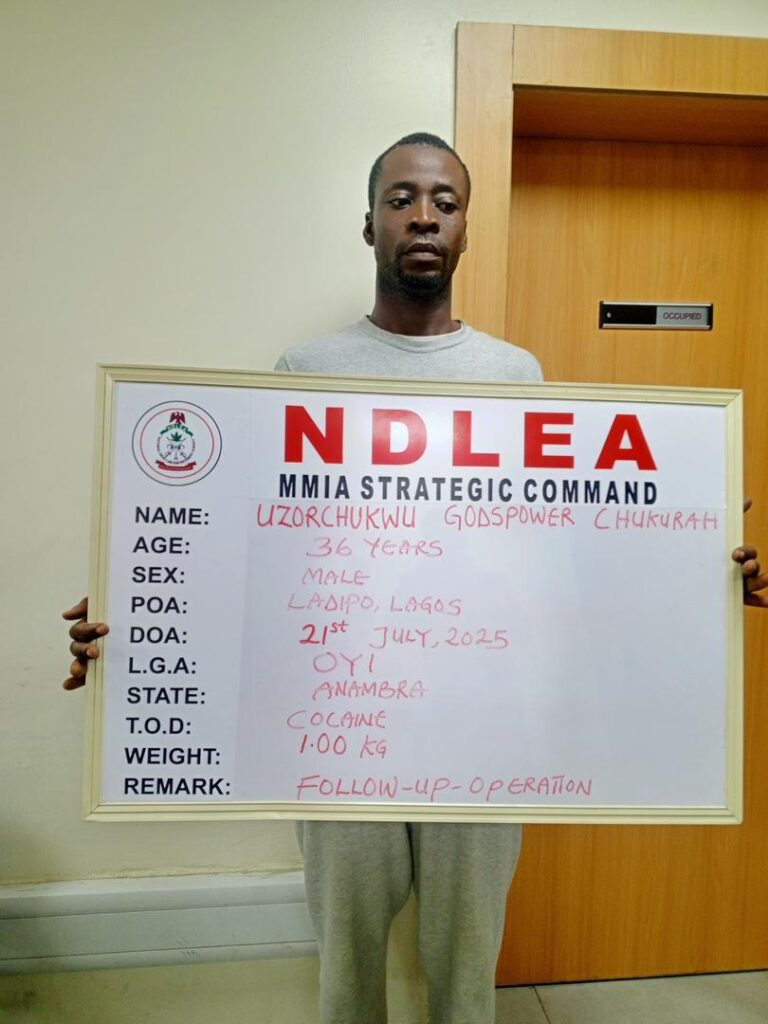 OCCUPIED
NDLEA
MMIA STRATEGIC COMMAND
NAME: UZORCHUKWU GODSPOWER CHUKURAH
AGE: 36 YEARS
SEX: MALE
POA: LADIPO, LAGOS
DOA: 21st JULY, 2025
L.G.A: OYI
STATE: ANAMBRA
T.O.D: COCAINE
WEIGHT: 1.00 KG
REMARK: FOLLOW-UP-OPERATION